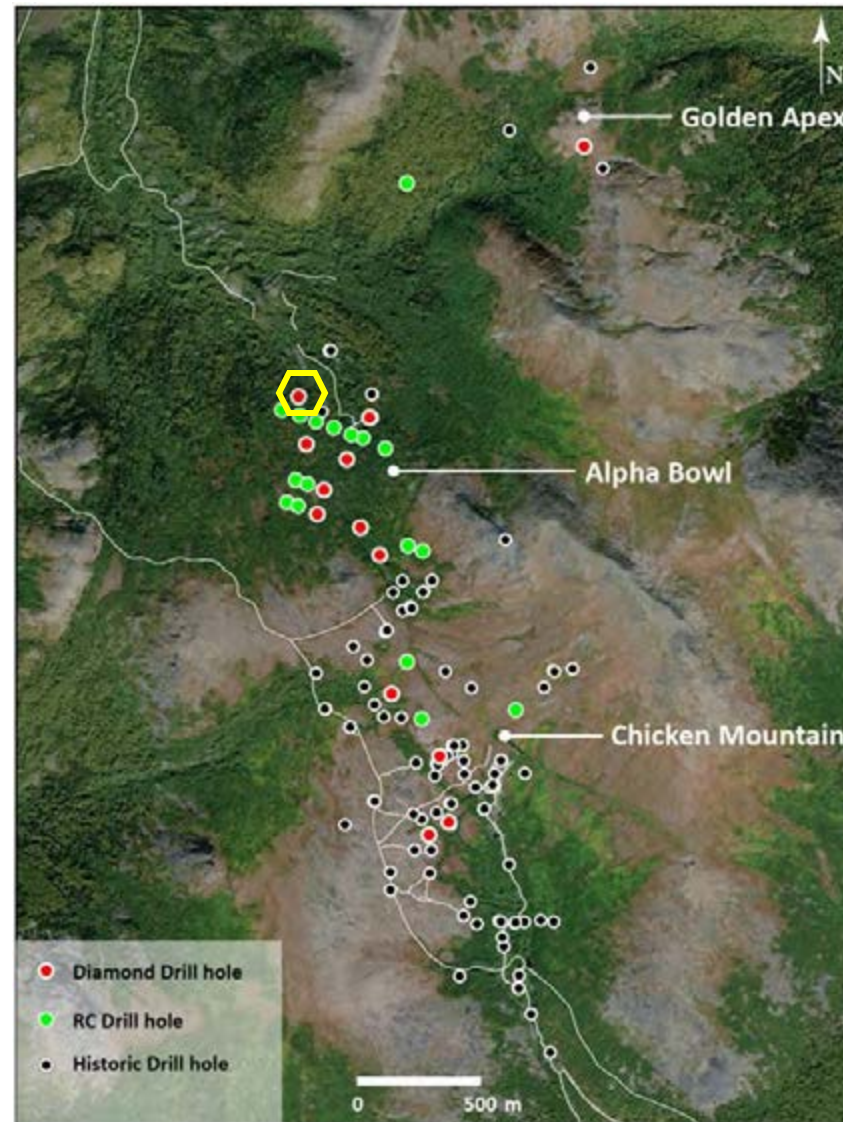 N
Golden Apex
Alpha Bowl
Chicken Mountain
Diamond Drill hole
RC Drill hole
Historic Drill hole
0 500 m